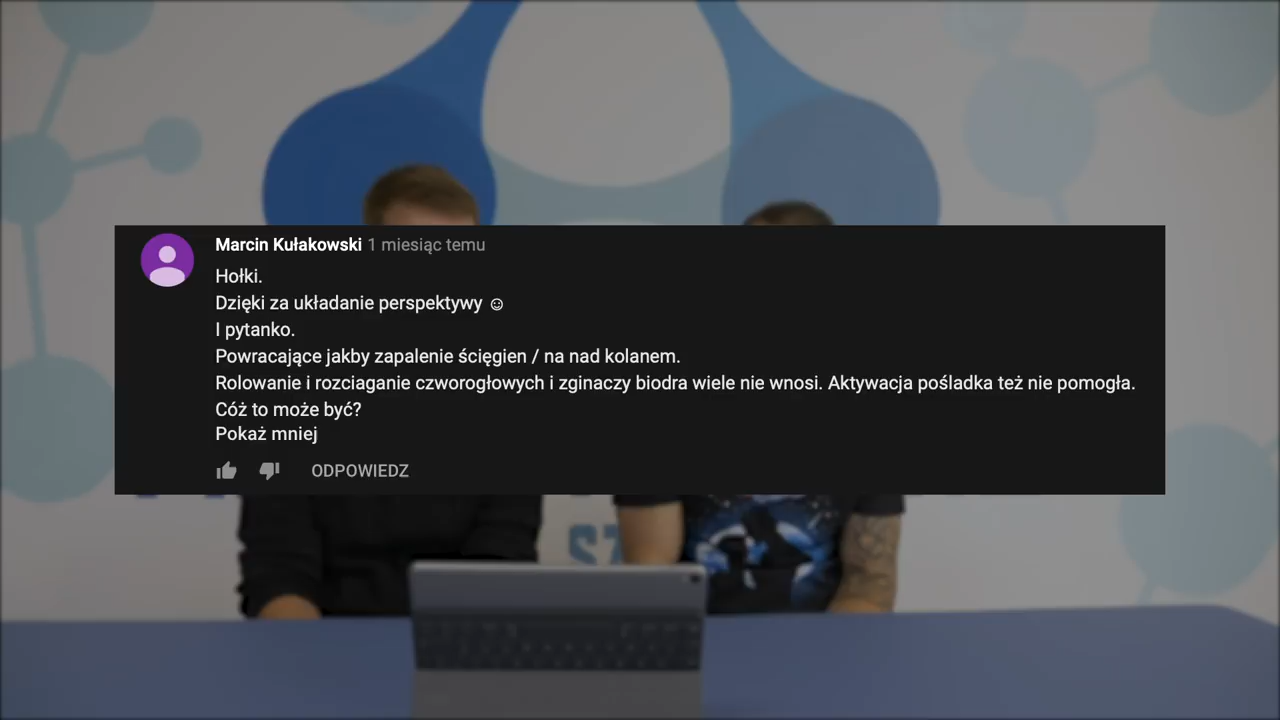 Marcin Kułakowski 1 miesiąc temu
Hołki.
Dzięki za układanie perspektywy ☺
I pytanko.
Powracające jakby zapalenie ścięgien / na nad kolanem.
Rolowanie i rozciaganie czworogłowych i zginaczy biodra wiele nie wnosi. Aktywacja pośladka też nie pomogła.
Cóż to może być?
Pokaż mniej
ODPOWIEDZ
SZ